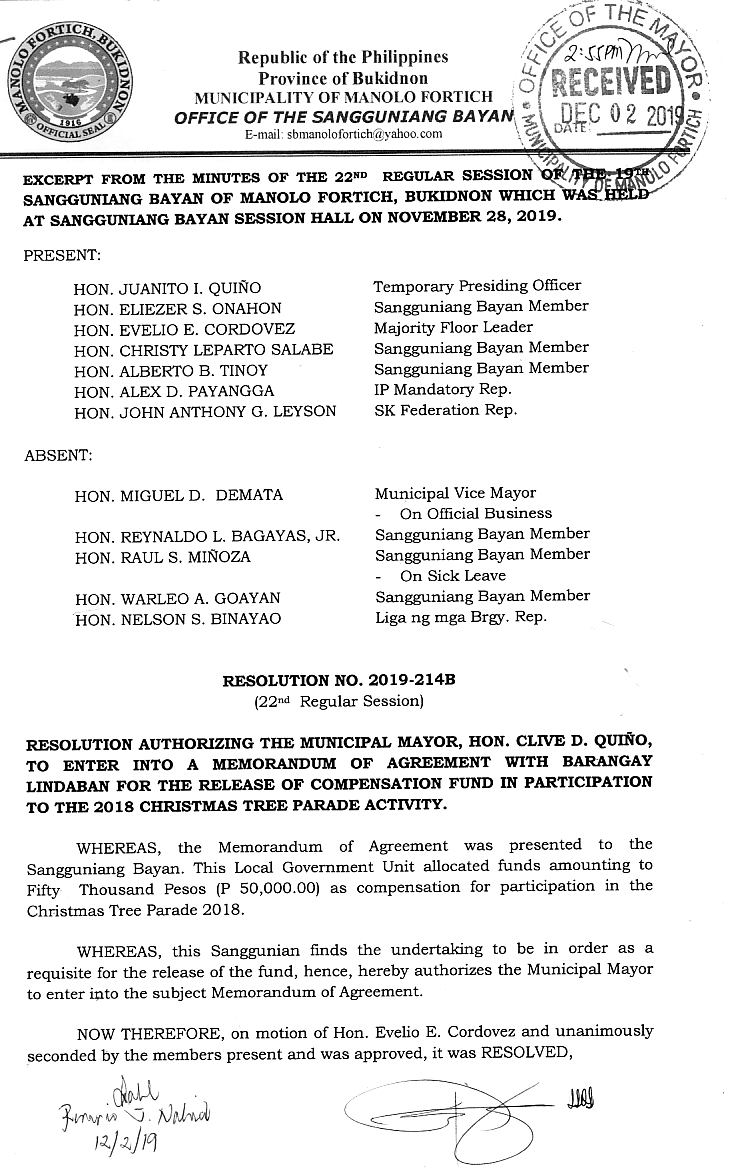 MANOLO FORTICH, BUKIDNON
1916
OFFICIAL SEAL
Republic of the Philippines
Province of Bukidnon
MUNICIPALITY OF MANOLO FORTICH
OFFICE OF THE SANGGUNIANG BAYAN
E-mail: sbmanolofortich@yahoo.com
OFFICE OF THE MAYOR
2:55PM
RECEIVED
DEC 02 2019
DATE:
MUNICIPALITY OF MANOLO FORTICH
EXCERPT FROM THE MINUTES OF THE 22ND REGULAR SESSION OF THE 19TH
SANGGUNIANG BAYAN OF MANOLO FORTICH, BUKIDNON WHICH WAS HELD
AT SANGGUNIANG BAYAN SESSION HALL ON NOVEMBER 28, 2019.
PRESENT:
HON. JUANITO I. QUIÑO Temporary Presiding Officer
HON. ELIEZER S. ONAHON Sangguniang Bayan Member
HON. EVELIO E. CORDOVEZ Majority Floor Leader
HON. CHRISTY LEPARTO SALABE Sangguniang Bayan Member
HON. ALBERTO B. TINOY Sangguniang Bayan Member
HON. ALEX D. PAYANGGA IP Mandatory Rep.
HON. JOHN ANTHONY G. LEYSON SK Federation Rep.
ABSENT:
HON. MIGUEL D. DEMATA Municipal Vice Mayor
- On Official Business
HON. REYNALDO L. BAGAYAS, JR. Sangguniang Bayan Member
HON. RAUL S. MIÑOZA Sangguniang Bayan Member
- On Sick Leave
HON. WARLEO A. GOAYAN Sangguniang Bayan Member
HON. NELSON S. BINAYAO Liga ng mga Brgy. Rep.
RESOLUTION NO. 2019-214B
(22nd Regular Session)
RESOLUTION AUTHORIZING THE MUNICIPAL MAYOR, HON. CLIVE D. QUIÑO,
TO ENTER INTO A MEMORANDUM OF AGREEMENT WITH BARANGAY
LINDABAN FOR THE RELEASE OF COMPENSATION FUND IN PARTICIPATION
TO THE 2018 CHRISTMAS TREE PARADE ACTIVITY.
WHEREAS, the Memorandum of Agreement was presented to the
Sangguniang Bayan. This Local Government Unit allocated funds amounting to
Fifty Thousand Pesos (P 50,000.00) as compensation for participation in the
Christmas Tree Parade 2018.
WHEREAS, this Sanggunian finds the undertaking to be in order as a
requisite for the release of the fund, hence, hereby authorizes the Municipal Mayor
to enter into the subject Memorandum of Agreement.
NOW THEREFORE, on motion of Hon. Evelio E. Cordovez and unanimously
seconded by the members present and was approved, it was RESOLVED,
12/2/19